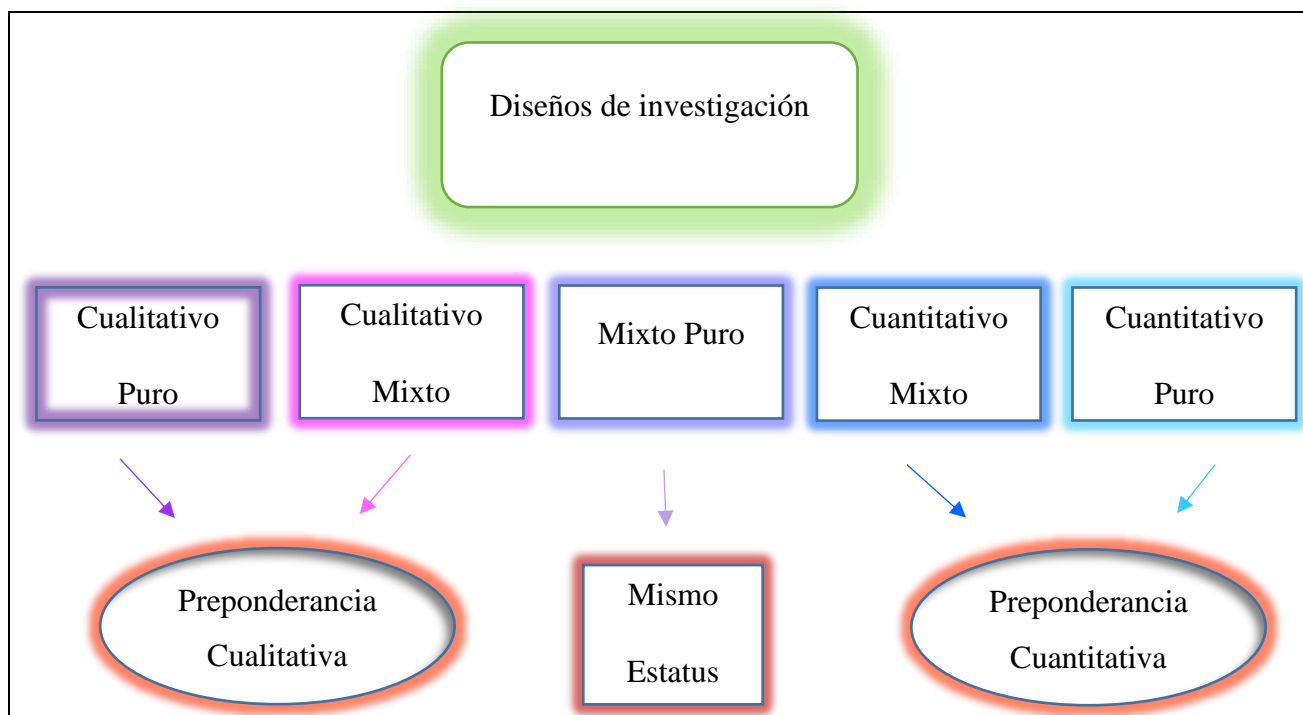 Diseños de investigación
Cualitativo
Puro
Cualitativo
Mixto
Mixto Puro
Cuantitativo
Mixto
Cuantitativo
Puro
Preponderancia
Cualitativa
Mismo
Estatus
Preponderancia
Cuantitativa